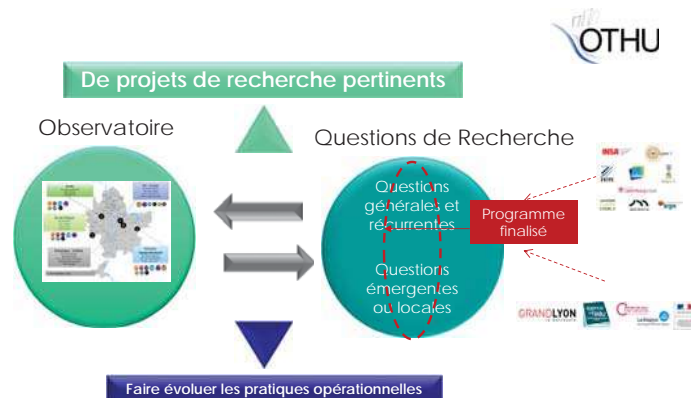 OTHU
De projets de recherche pertinents
Observatoire
Questions de Recherche
INSA
Questions
générales et
récurrentes
Programme
finalisé
Questions
émergentes
ou locales
GRANDLYON
Faire évoluer les pratiques opérationnelles